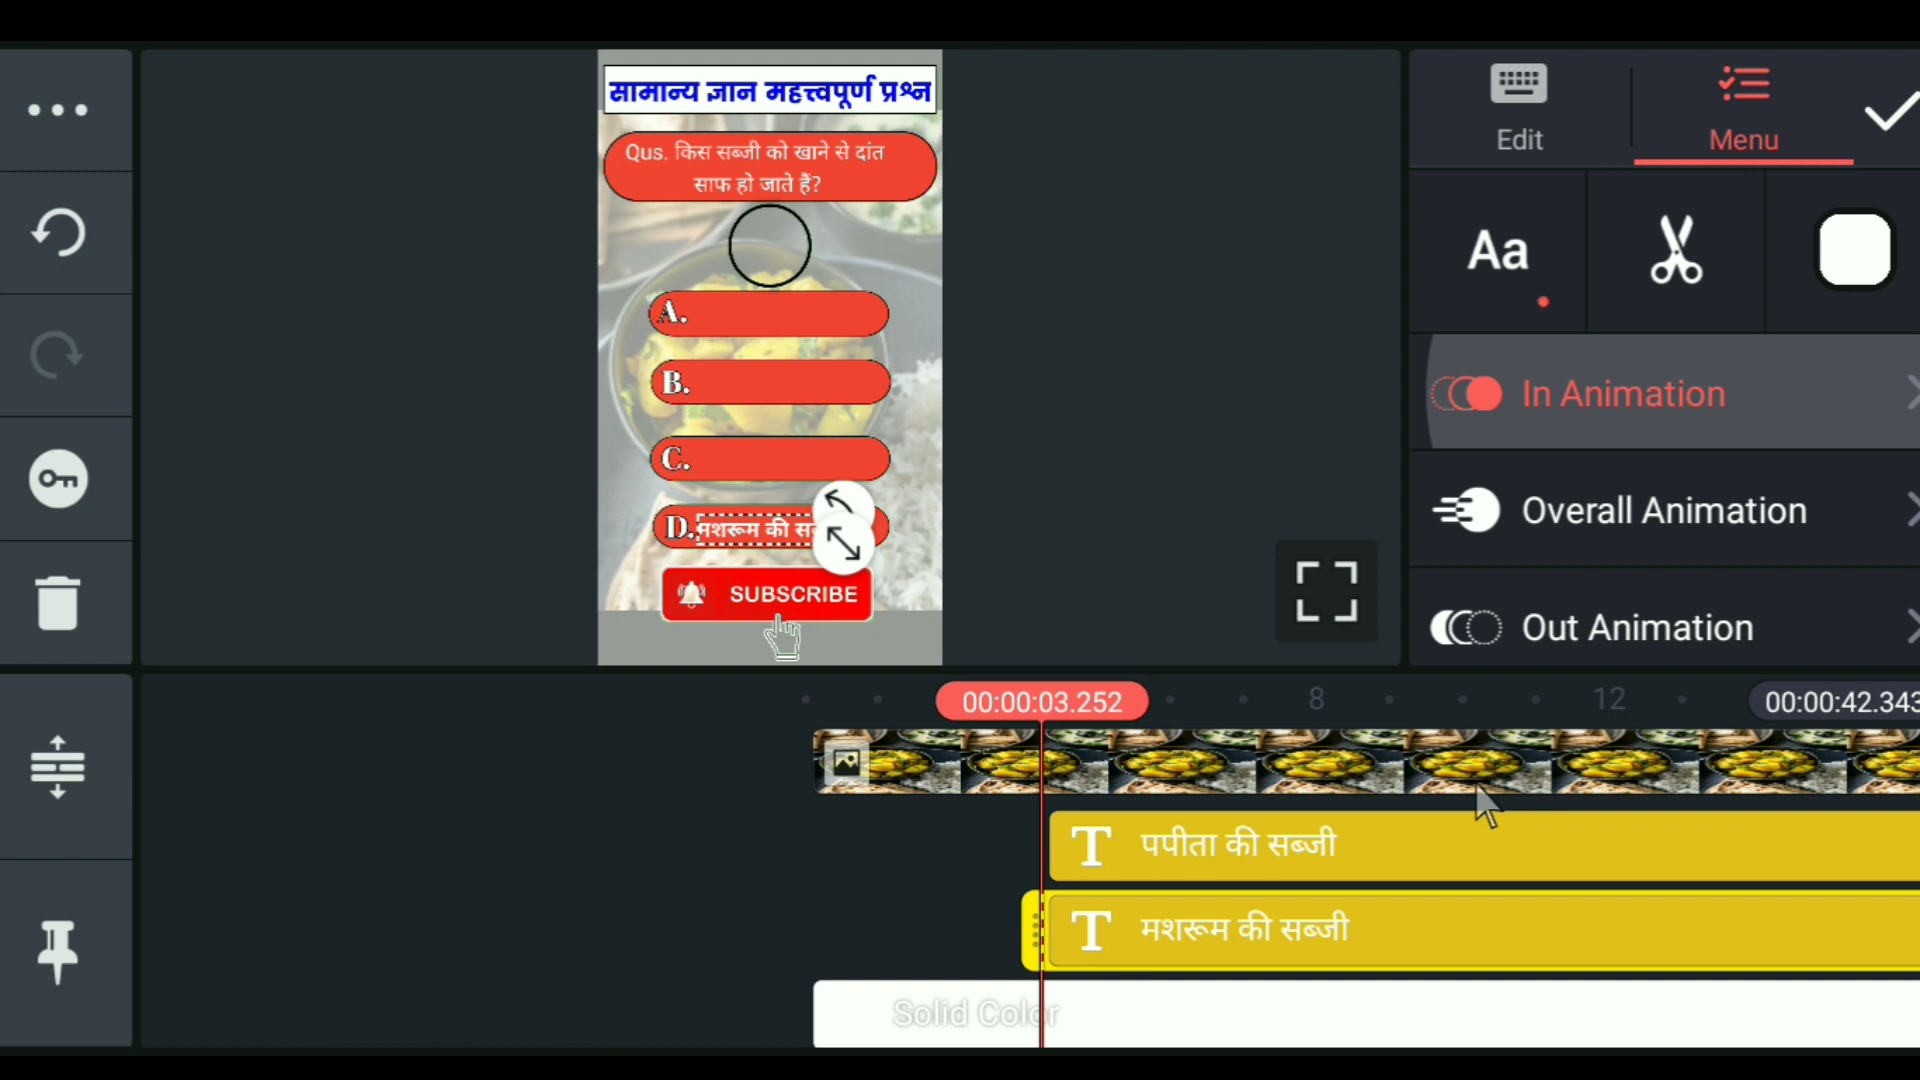 सामान्य ज्ञान महत्त्वपूर्ण प्रश्न
Qus. किस सब्जी को खाने से दांत
साफ हो जाते हैं?
A.
B.
C.
D. मशरूम की
SUBSCRIBE
Edit
Menu
Aa
In Animation
Overall Animation
Out Animation
00:00:03.252
8
12
00:00:42.343
T पपीता की सब्जी
T मशरूम की सब्जी
Solid Color